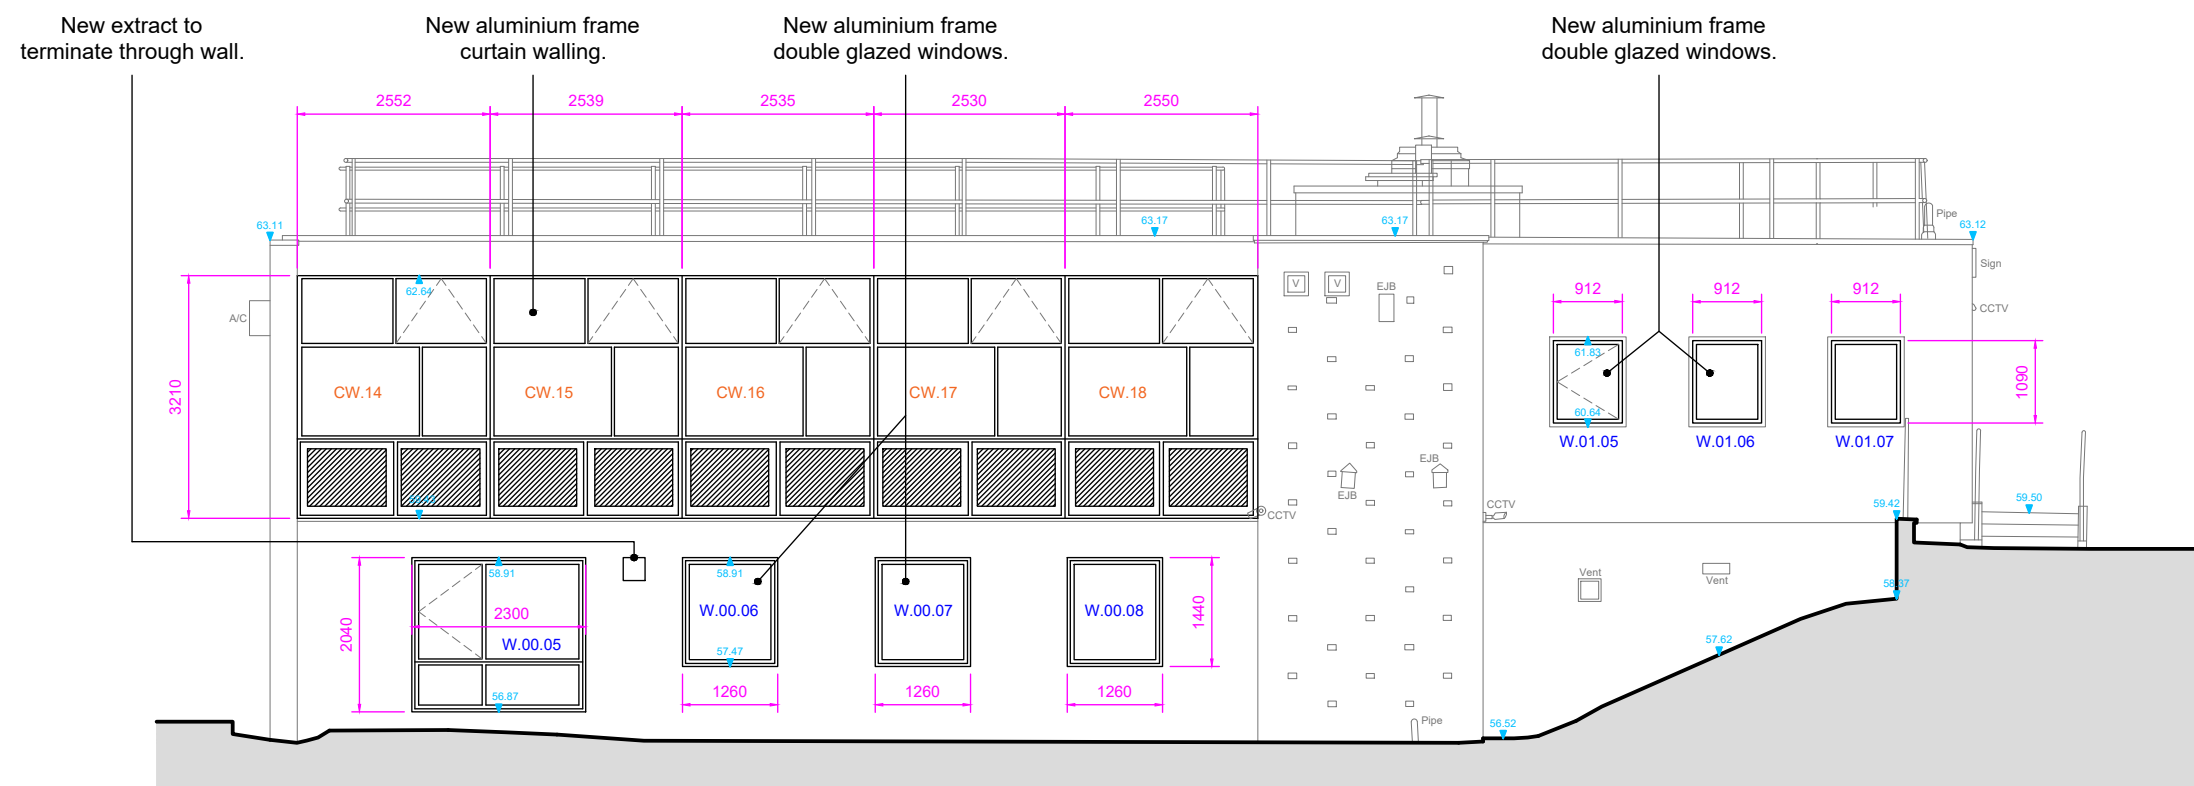 New extract to
terminate through wall.
New aluminium frame
curtain walling.
New aluminium frame
double glazed windows.
New aluminium frame
double glazed windows.
2552
2539
2535
2530
2550
63.11
63.17
63.17
Pipe
63.12
Sign
62.64
V
V
EJB
912
912
912
CCTV
A/C
61.83
3210
CW.14
CW.15
CW.16
CW.17
CW.18
1090
60.64
W.01.05
W.01.06
W.01.07
EJB
EJB
CCTV
CCTV
59.42
59.50
58.91
58.91
Vent
Vent
58.37
2300
2040
W.00.05
W.00.06
W.00.07
W.00.08
1440
57.62
57.47
56.87
1260
1260
1260
Pipe
56.52